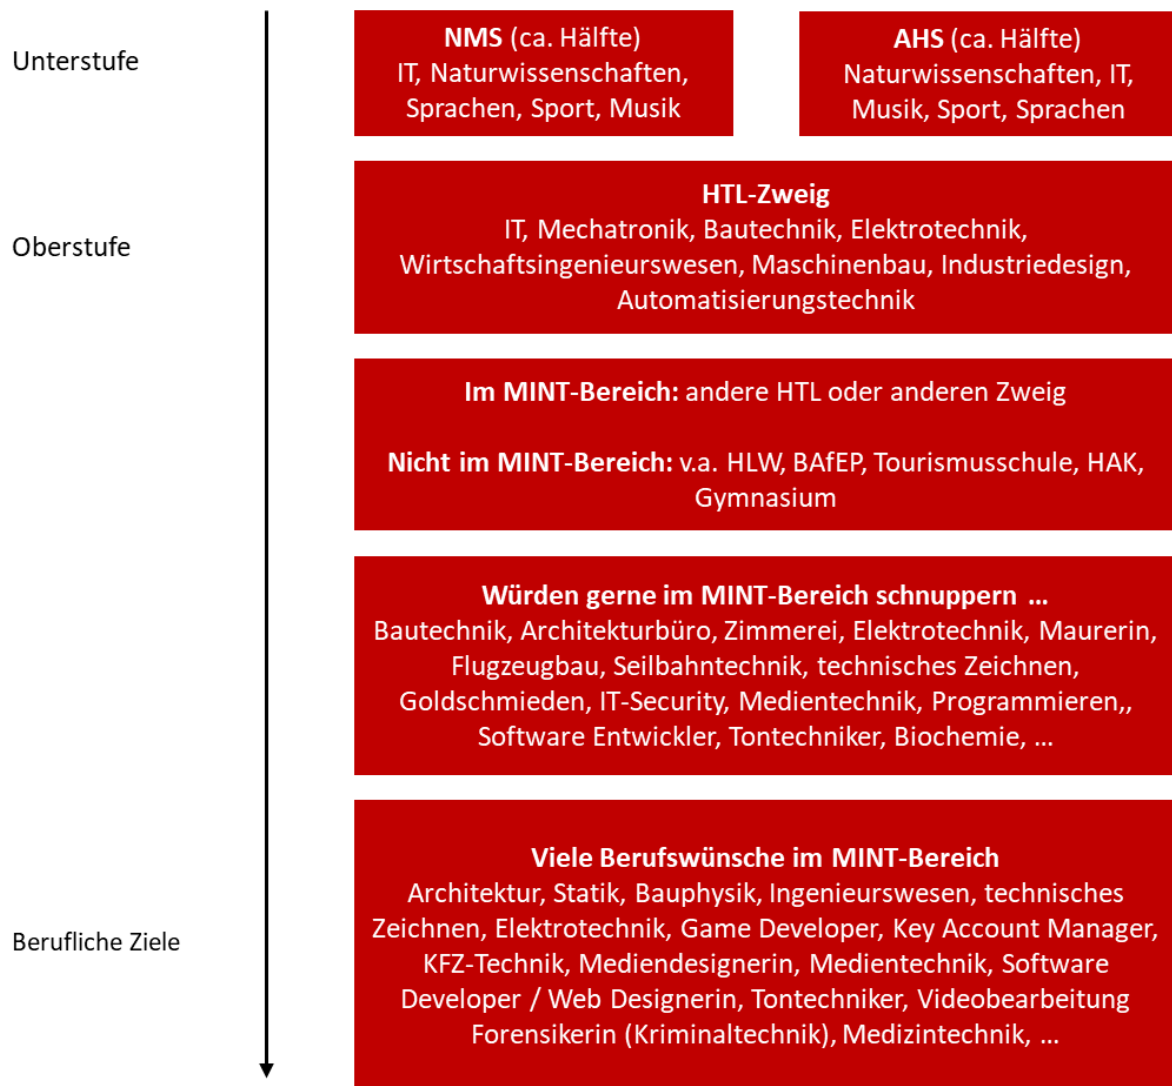 Unterstufe
NMS (ca. Hälfte)
IT, Naturwissenschaften,
Sprachen, Sport, Musik
AHS (ca. Hälfte)
Naturwissenschaften, IT,
Musik, Sport, Sprachen
Oberstufe
HTL-Zweig
IT, Mechatronik, Bautechnik, Elektrotechnik,
Wirtschaftsingenieurswesen, Maschinenbau, Industriedesign,
Automatisierungstechnik
Im MINT-Bereich: andere HTL oder anderen Zweig
Nicht im MINT-Bereich: v.a. HLW, BAfEP, Tourismusschule, HAK,
Gymnasium
Würden gerne im MINT-Bereich schnuppern ...
Bautechnik, Architekturbüro, Zimmerei, Elektrotechnik, Maurerin,
Flugzeugbau, Seilbahntechnik, technisches Zeichnen,
Goldschmieden, IT-Security, Medientechnik, Programmieren,,
Software Entwickler, Tontechniker, Biochemie, ...
Berufliche Ziele
Viele Berufswünsche im MINT-Bereich
Architektur, Statik, Bauphysik, Ingenieurswesen, technisches
Zeichnen, Elektrotechnik, Game Developer, Key Account Manager,
KFZ-Technik, Mediendesignerin, Medientechnik, Software
Developer / Web Designerin, Tontechniker, Videobearbeitung
Forensikerin (Kriminaltechnik), Medizintechnik, ...